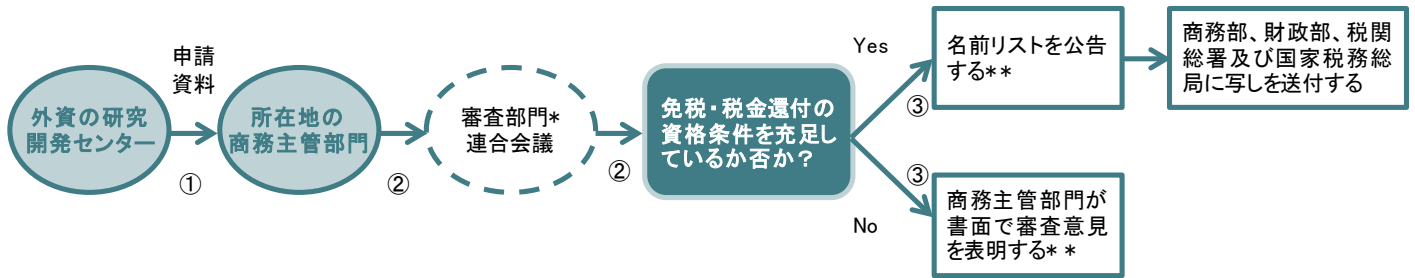 申請
資料
外資の研究
開発センター
①
所在地の
商務主管部門
②
審査部門*
連合会議
②
免税・税金還付の
資格条件を充足し
ているか否か？
Yes
③
名前リストを公告
する**
商務部、財政部、税関
総署及び国家税務総
局に写しを送付する
③
No
商務主管部門が
書面で審査意見
を表明する**